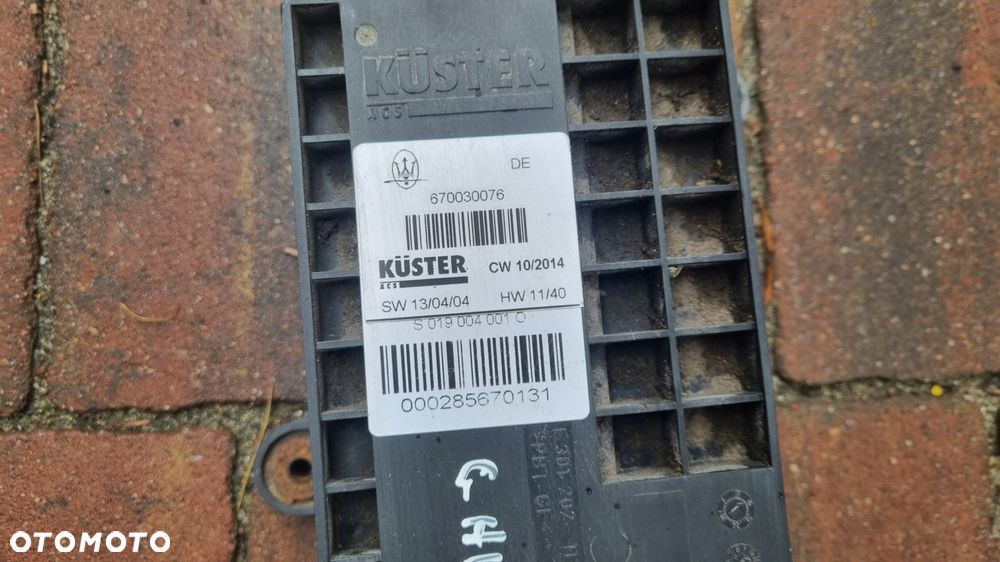 KÜSTER
ACS
DE
670030076
KÜSTER
ACS
CW 10/2014
SW 13/04/04
HW 11/40
S 019 004 001 O
000285670131
OTOMOTO